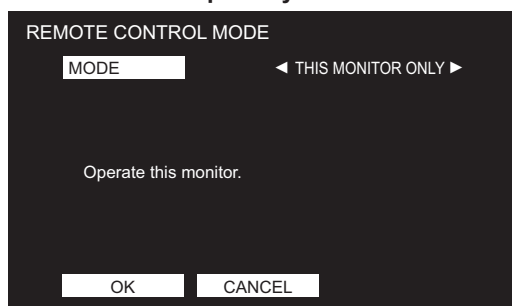 REMOTE CONTROL MODE
MODE ◄ THIS MONITOR ONLY ►
Operate this monitor.
OK CANCEL